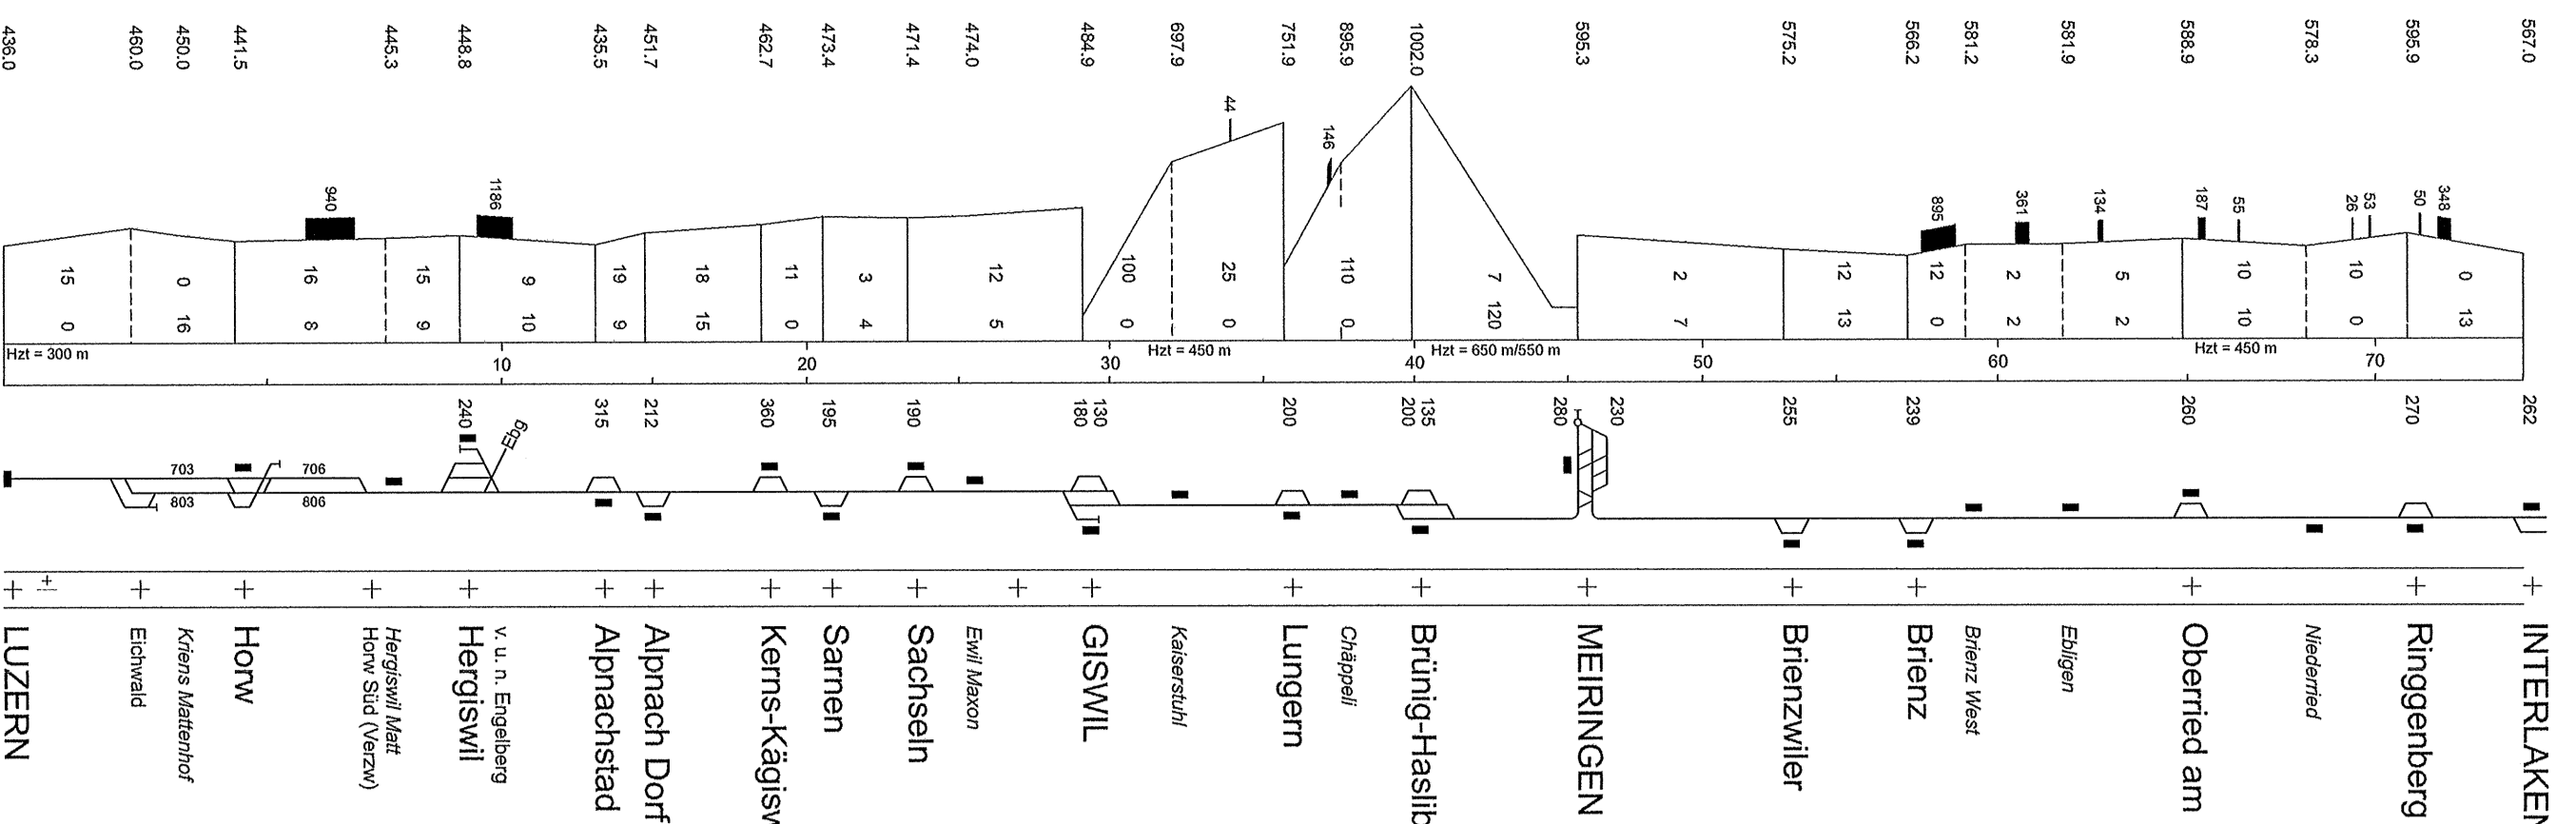 436.0
460.0
450.0
441.5
445.3
448.8
435.5
451.7
462.7
473.4
471.4
474.0
484.9
697.9
751.9
895.9
1002.0
595.3
575.2
566.2
581.2
581.9
588.9
578.3
595.9
567.0
940
1186
44
146
895
361
134
187
55
26
53
50
348
15 0
0 16
16 8
15 9
9 10
19 9
18 15
11 0
3 4
12 5
100 0
25 0
110 0
7 120
2 7
12 13
12 0
2 2
5 2
10 10
10 0
0 13
Hzt = 300 m
Hzt = 450 m
Hzt = 650 m/550 m
Hzt = 450 m
10
20
30
40
50
60
70
240
315
212
360
195
190
180
130
200
200
135
280
230
255
239
260
270
262
Ebg
703
803
706
806
LUZERN
Eichwald
Kriens Mattenhof
Horw
Horw Süd (Verzw)
Hergiswil Matt
Hergiswil
v. u. n. Engelberg
Alpnachstad
Alpnach Dorf
Kerns-Kägisw
Sarnen
Sachseln
Ewil Maxon
GISWIL
Kaiserstuhl
Lungern
Chäppeli
Brünig-Haslib
MEIRINGEN
Brienzwiler
Brienz
Brienz West
Ebligen
Oberried am
Niederried
Ringgenberg
INTERLAKEN